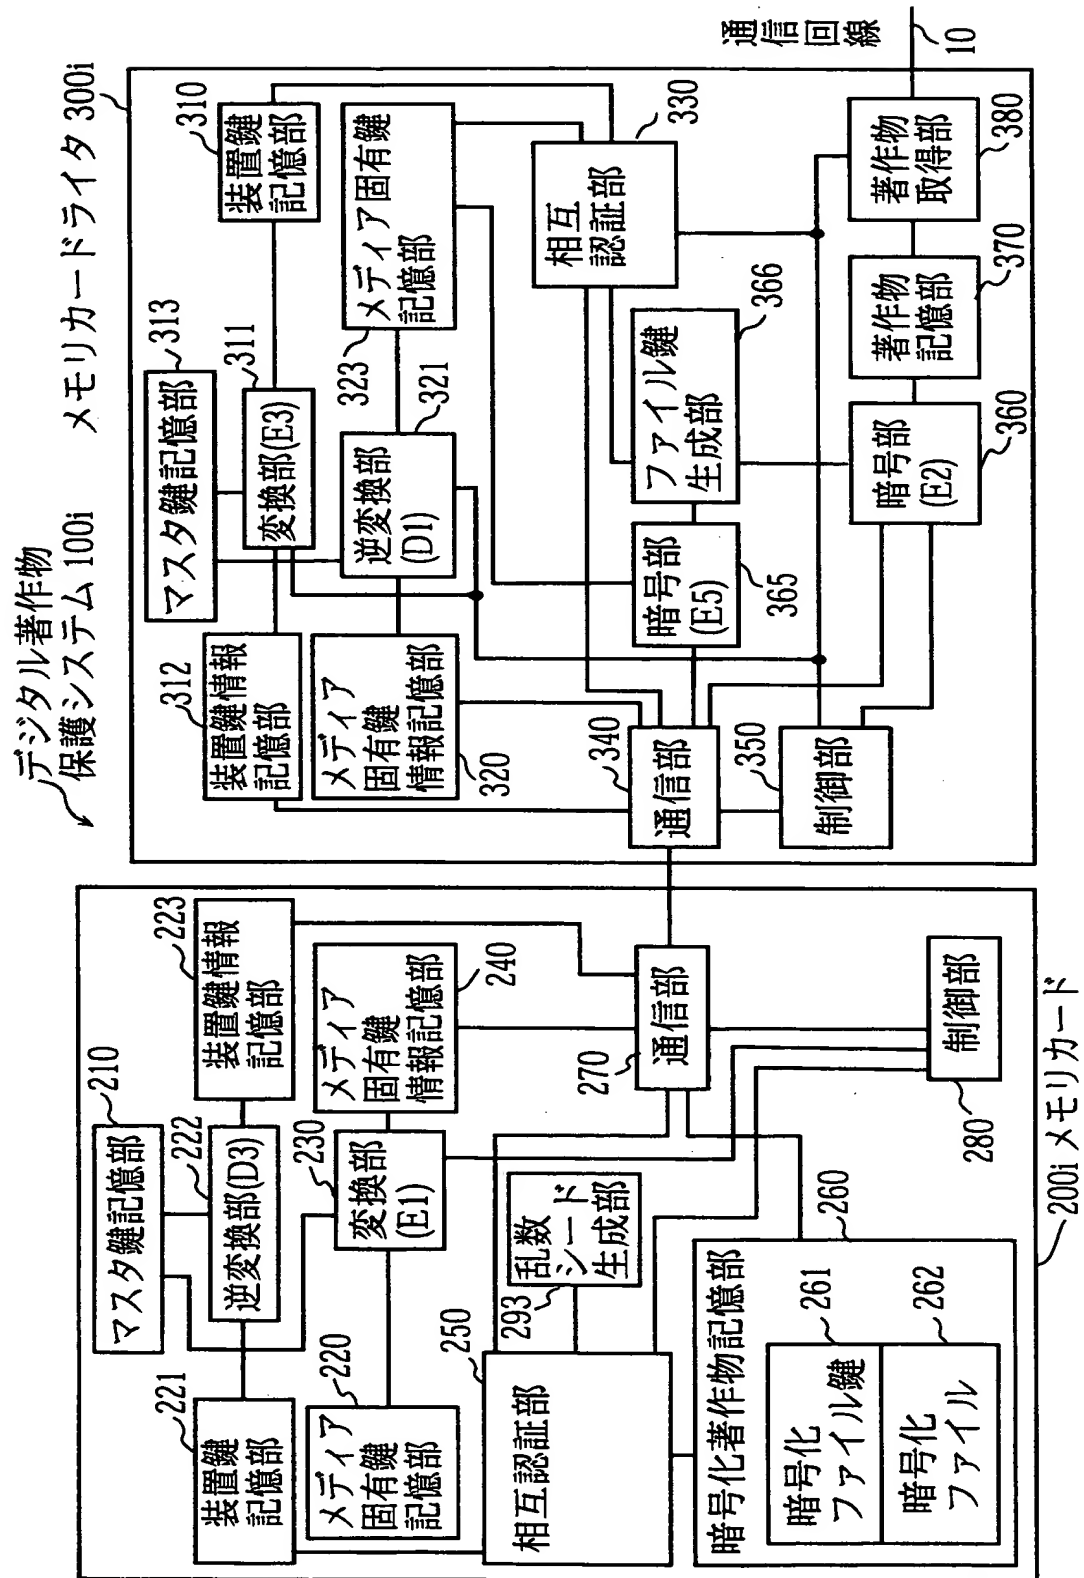 デジタル著作物
保護システム 100i
メモリカードライタ 300i
マスタ鍵記憶部
210
装置鍵
記憶部
221
逆変換部(D3)
222
装置鍵情報
記憶部
223
メディア
固有鍵
記憶部
220
変換部
(E1)
230
メディア
固有鍵
情報記憶部
240
相互認証部
250
乱数
シード
生成部
293
通信部
270
制御部
280
暗号化著作物記憶部
260
暗号化
ファイル鍵
261
暗号化
ファイル
262
200i メモリカード
マスタ鍵記憶部
313
装置鍵情報
記憶部
312
変換部(E3)
311
装置鍵
記憶部
310
メディア
固有鍵
情報記憶部
320
逆変換部
(D1)
321
メディア固有鍵
記憶部
323
相互
認証部
330
通信部
340
暗号部
(E5)
365
ファイル鍵
生成部
366
制御部
350
暗号部
(E2)
360
著作物
記憶部
370
著作物
取得部
380
通信回線
10